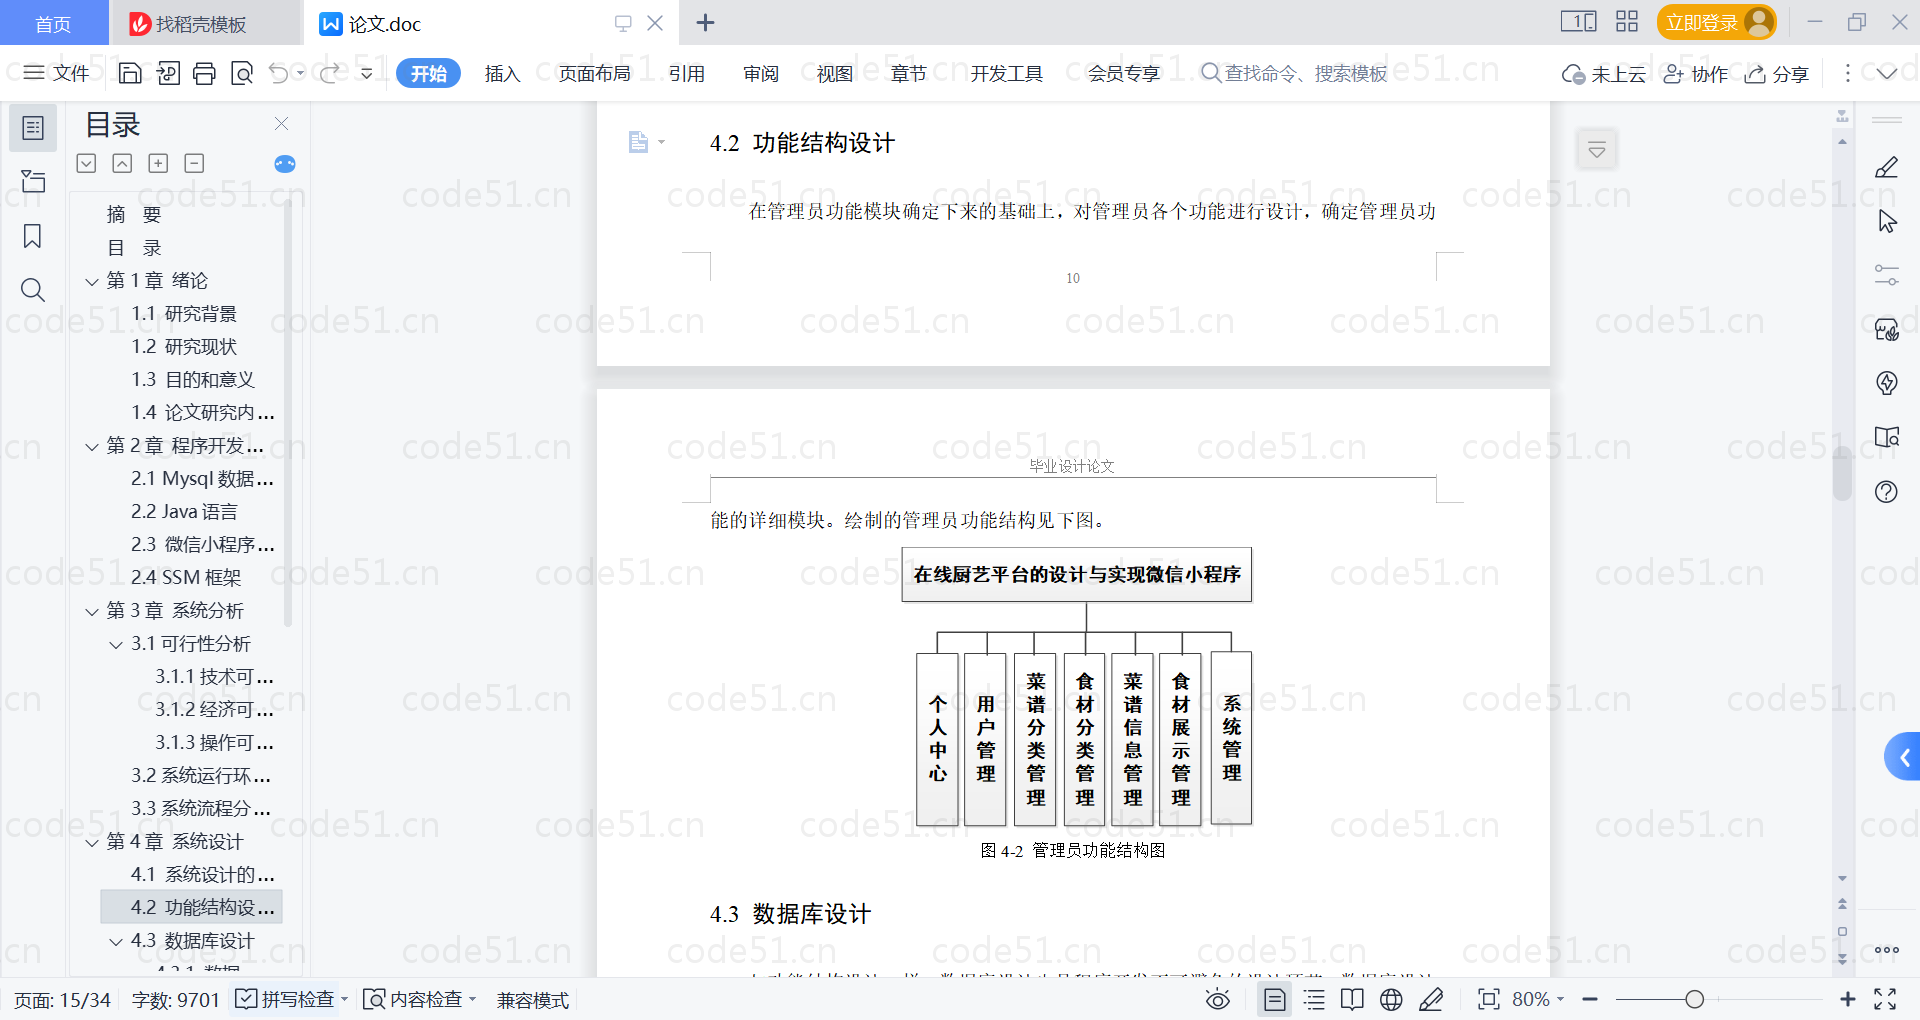 首页
找稻壳模板
论文.doc
立即登录
文件
开始
插入
页面布局
引用
审阅
视图
章节
开发工具
会员专享
查找命令、搜索模板
未上云
协作
分享
目录
摘 要
目 录
第 1 章 绪论
1.1 研究背景
1.2 研究现状
1.3 目的和意义
1.4 论文研究内...
第 2 章 程序开发...
2.1 Mysql 数据...
2.2 Java 语言
2.3 微信小程序...
2.4 SSM 框架
第 3 章 系统分析
3.1 可行性分析
3.1.1 技术可...
3.1.2 经济可...
3.1.3 操作可...
3.2 系统运行环...
3.3 系统流程分...
第 4 章 系统设计
4.1 系统设计的...
4.2 功能结构设...
4.3 数据库设计
4.2 功能结构设计
在管理员功能模块确定下来的基础上，对管理员各个功能进行设计，确定管理员功
10
毕业设计论文
能的详细模块。绘制的管理员功能结构见下图。
在线厨艺平台的设计与实现微信小程序
个人中心
用户管理
菜谱分类管理
食材分类管理
菜谱信息管理
食材展示管理
系统管理
图 4-2 管理员功能结构图
4.3 数据库设计
页面: 15/34
字数: 9701
拼写检查
内容检查
兼容模式
80%
code51.cn